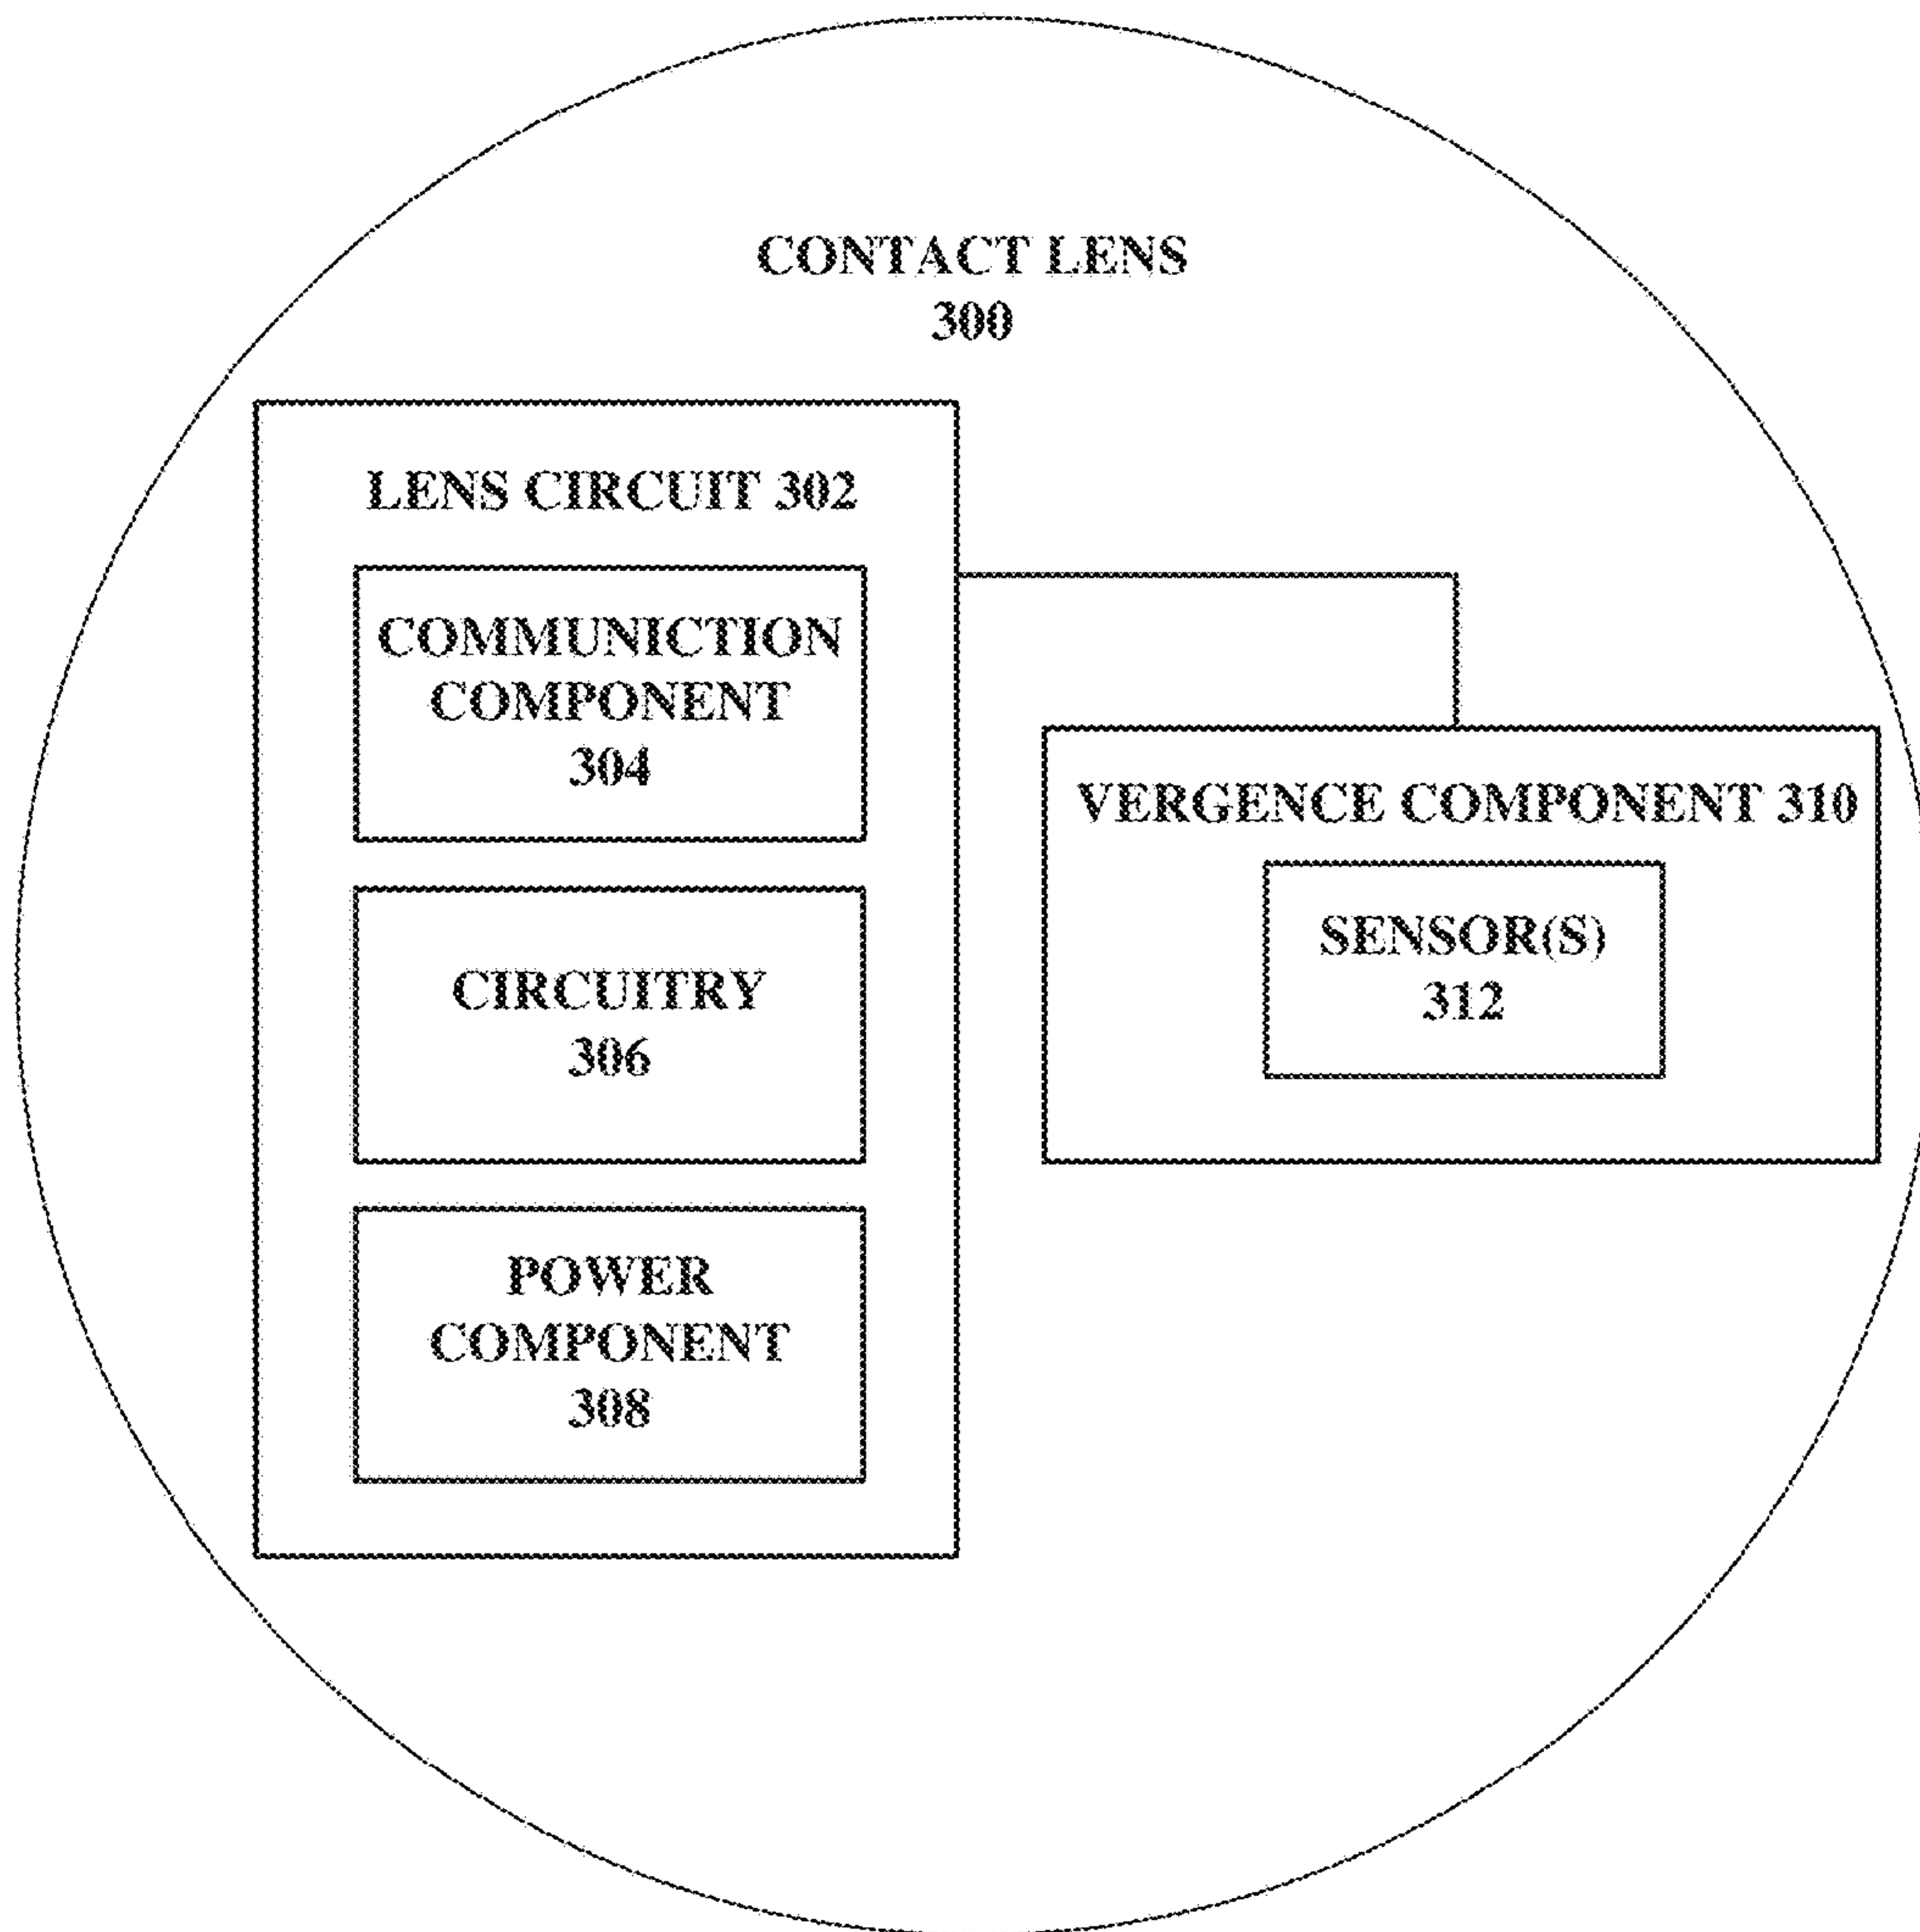 CONTACT LENS
300
LENS CIRCUIT 302
COMMUNICTION
COMPONENT
304
CIRCUITRY
306
POWER
COMPONENT
308
VERGENCE COMPONENT 310
SENSOR(S)
312